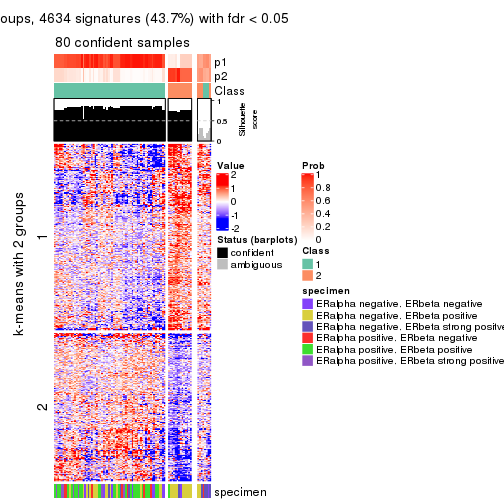 oups, 4634 signatures (43.7%) with fdr < 0.05
80 confident samples
p1
p2
Class
1
0.5
0
Silhouette
score
k-means with 2 groups
1
2
Value
2
1
0
-1
-2
Status (barplots)
confident
ambiguous
Prob
1
0.8
0.6
0.4
0.2
0
Class
1
2
specimen
ERalpha negative. ERbeta negative
ERalpha negative. ERbeta positive
ERalpha negative. ERbeta strong positive
ERalpha positive. ERbeta negative
ERalpha positive. ERbeta positive
ERalpha positive. ERbeta strong positive
specimen